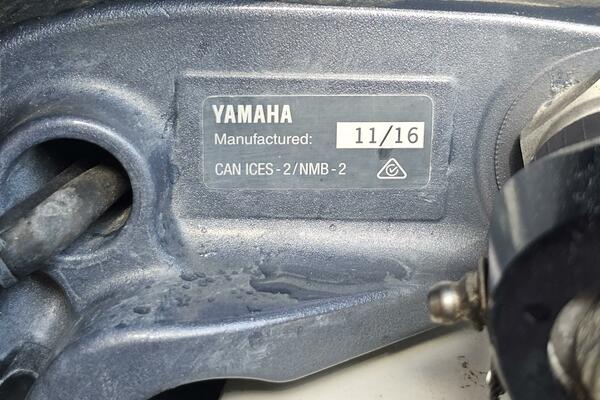 YAMAHA
Manufactured: 11/16
CAN ICES-2/NMB-2